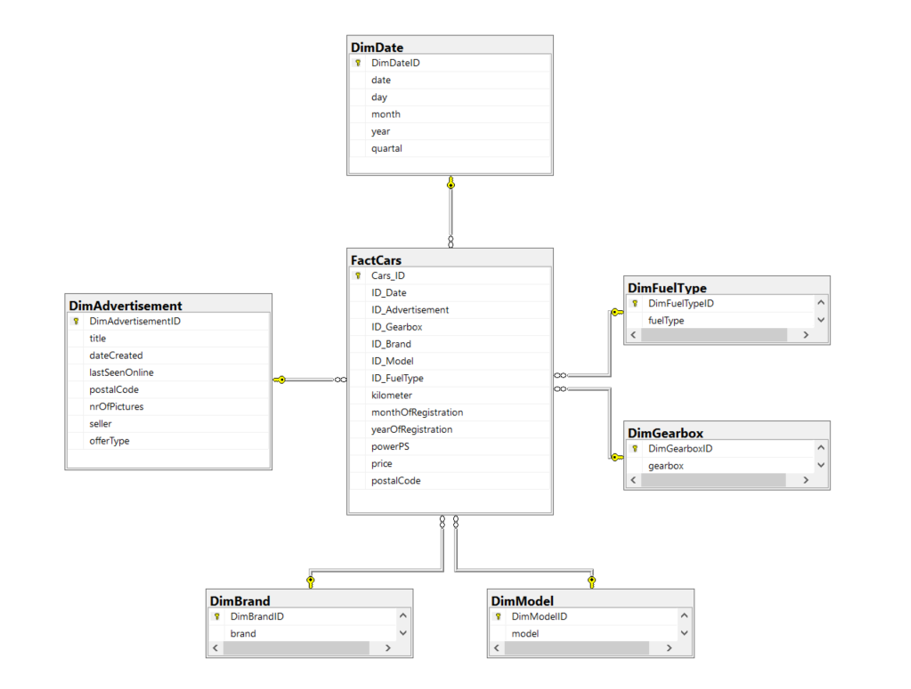 DimDate
DimDateID
date
day
month
year
quartal
FactCars
Cars_ID
ID_Date
ID_Advertisement
ID_Gearbox
ID_Brand
ID_Model
ID_FuelType
kilometer
monthOfRegistration
yearOfRegistration
powerPS
price
postalCode
DimAdvertisement
DimAdvertisementID
title
dateCreated
lastSeenOnline
postalCode
nrOfPictures
seller
offerType
DimFuelType
DimFuelTypeID
fuelType
DimGearbox
DimGearboxID
gearbox
DimBrand
DimBrandID
brand
DimModel
DimModelID
model